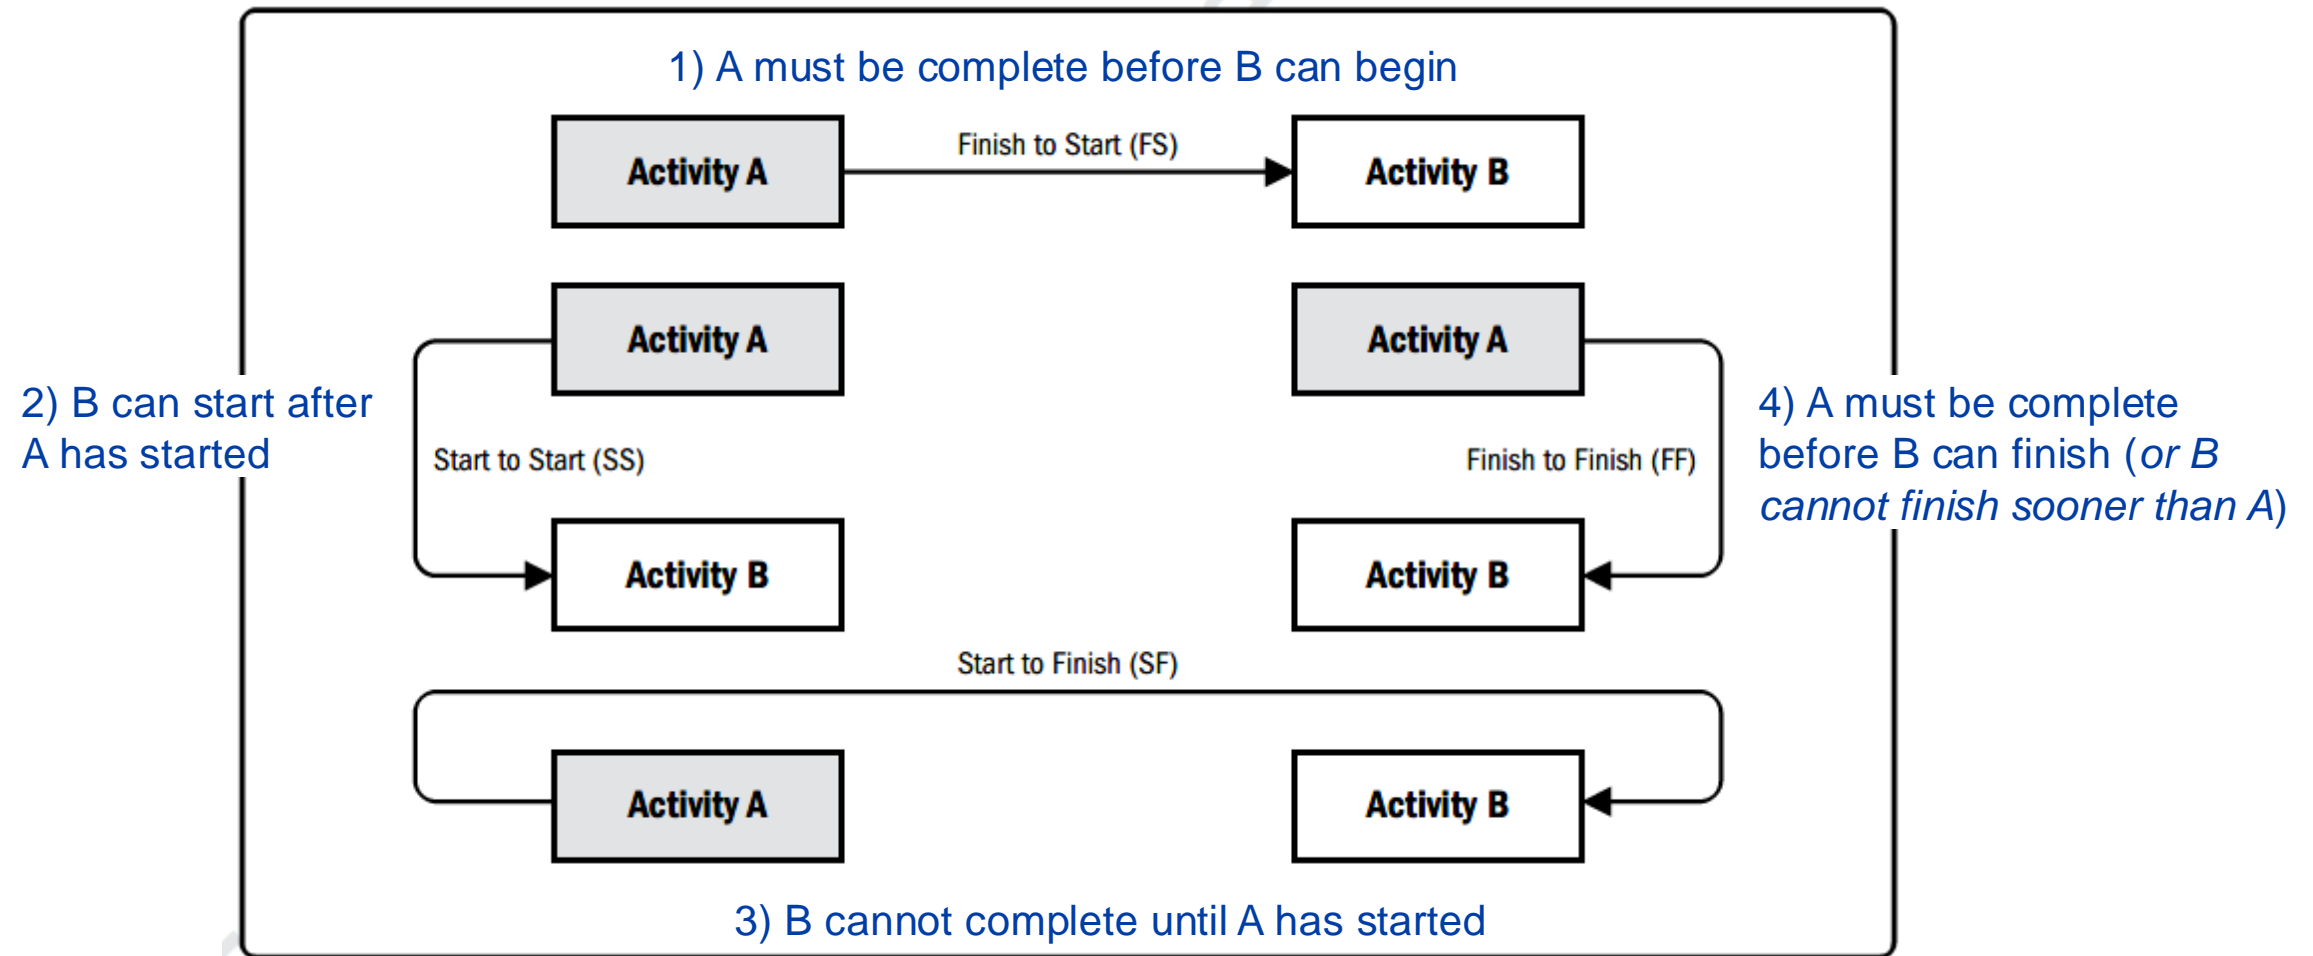 1) A must be complete before B can begin
Activity A
Finish to Start (FS)
Activity B
Activity A
Activity A
2) B can start after
A has started
Start to Start (SS)
Finish to Finish (FF)
4) A must be complete
before B can finish (or B
cannot finish sooner than A)
Activity B
Activity B
Start to Finish (SF)
Activity A
Activity B
3) B cannot complete until A has started